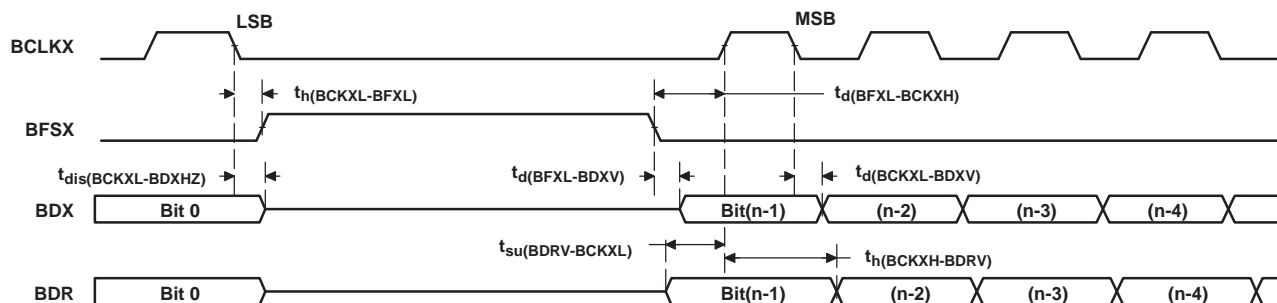 LSB MSB
BCLKX
th(BCKXL-BFXL) td(BFXL-BCKXH)
BFSX
tdis(BCKXL-BDXHZ) td(BFXL-BDXV) td(BCKXL-BDXV)
BDX Bit 0 Bit(n-1) (n-2) (n-3) (n-4)
tsu(BDRV-BCKXL) th(BCKXH-BDRV)
BDR Bit 0 Bit(n-1) (n-2) (n-3) (n-4)